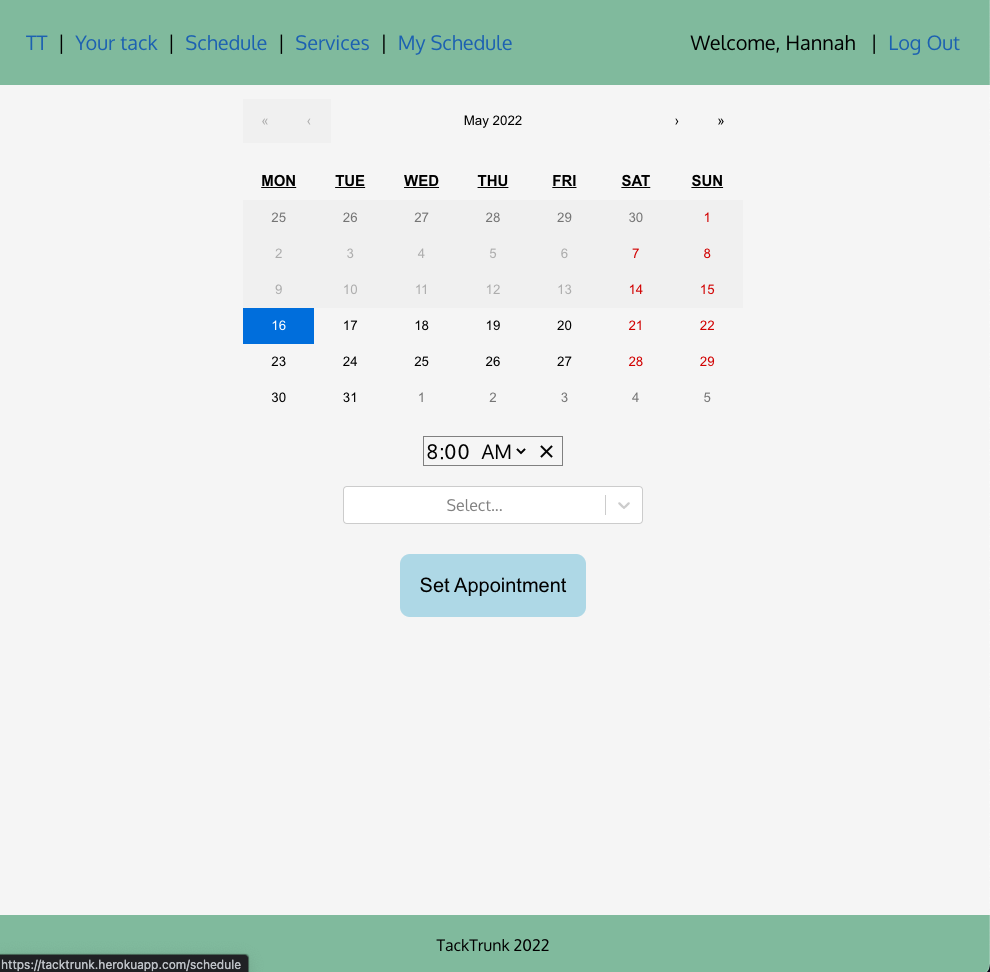 TT | Your tack | Schedule | Services | My Schedule Welcome, Hannah | Log Out
« ‹ May 2022 › »
MON TUE WED THU FRI SAT SUN
25 26 27 28 29 30 1
2 3 4 5 6 7 8
9 10 11 12 13 14 15
16 17 18 19 20 21 22
23 24 25 26 27 28 29
30 31 1 2 3 4 5
8:00 AM ✕
Select...
Set Appointment
TackTrunk 2022
https://tacktrunk.herokuapp.com/schedule